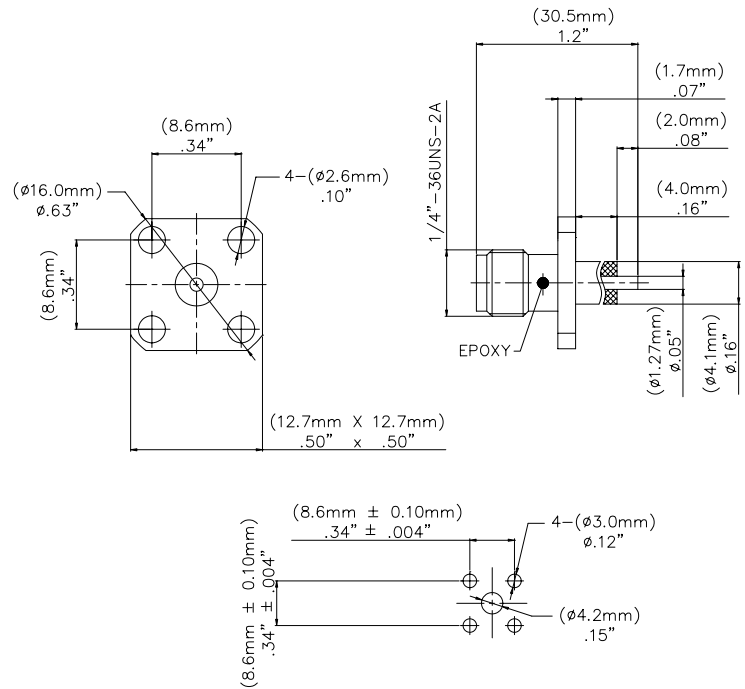 (30.5mm)
1.2"
(1.7mm)
.07"
(2.0mm)
.08"
(4.0mm)
.16"
1/4"-36UNS-2A
EPOXY
(ø1.27mm)
ø.05"
(ø4.1mm)
ø.16"
(8.6mm)
.34"
4-(ø2.6mm)
.10"
(ø16.0mm)
ø.63"
(8.6mm)
.34"
(12.7mm X 12.7mm)
.50" x .50"
(8.6mm ± 0.10mm)
.34" ± .004"
4-(ø3.0mm)
ø.12"
(8.6mm ± 0.10mm)
.34" ± .004"
(ø4.2mm)
.15"